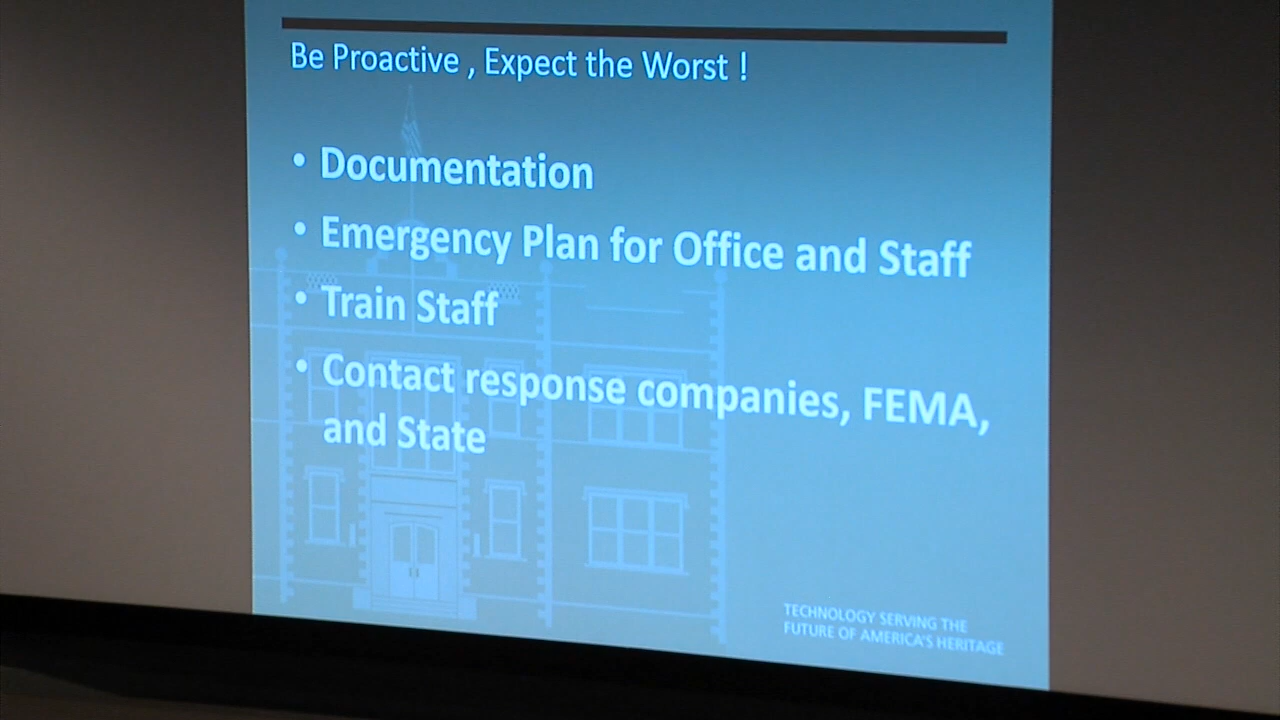 Be Proactive , Expect the Worst !
• Documentation
• Emergency Plan for Office and Staff
• Train Staff
• Contact response companies, FEMA,
and State
TECHNOLOGY SERVING THE
FUTURE OF AMERICA'S HERITAGE